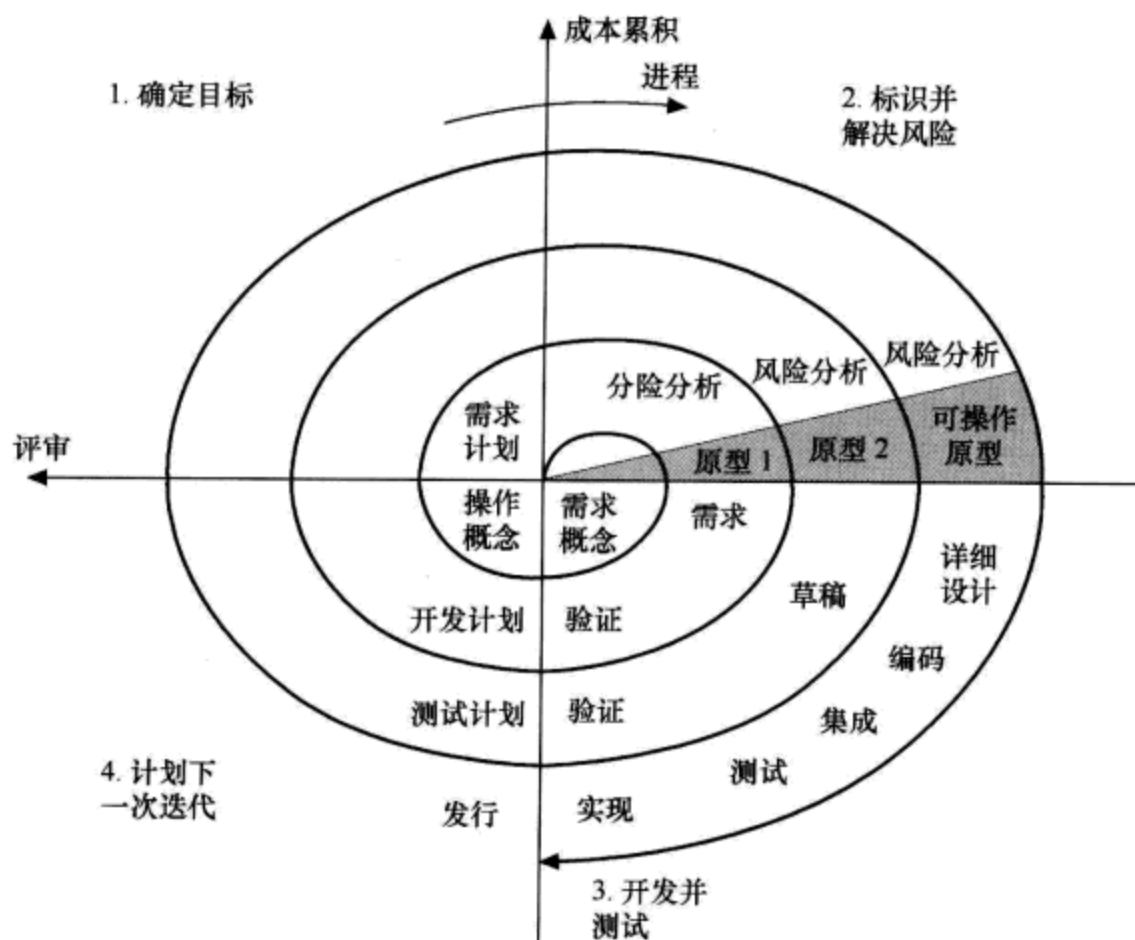 成本累积
进程
1. 确定目标
2. 标识并
解决风险
分险分析
风险分析
风险分析
需求
计划
原型 1
原型 2
可操作
原型
评审
操作
概念
需求
概念
需求
详细
设计
草稿
开发计划
验证
编码
测试计划
验证
集成
测试
4. 计划下
一次迭代
发行
实现
3. 开发并
测试